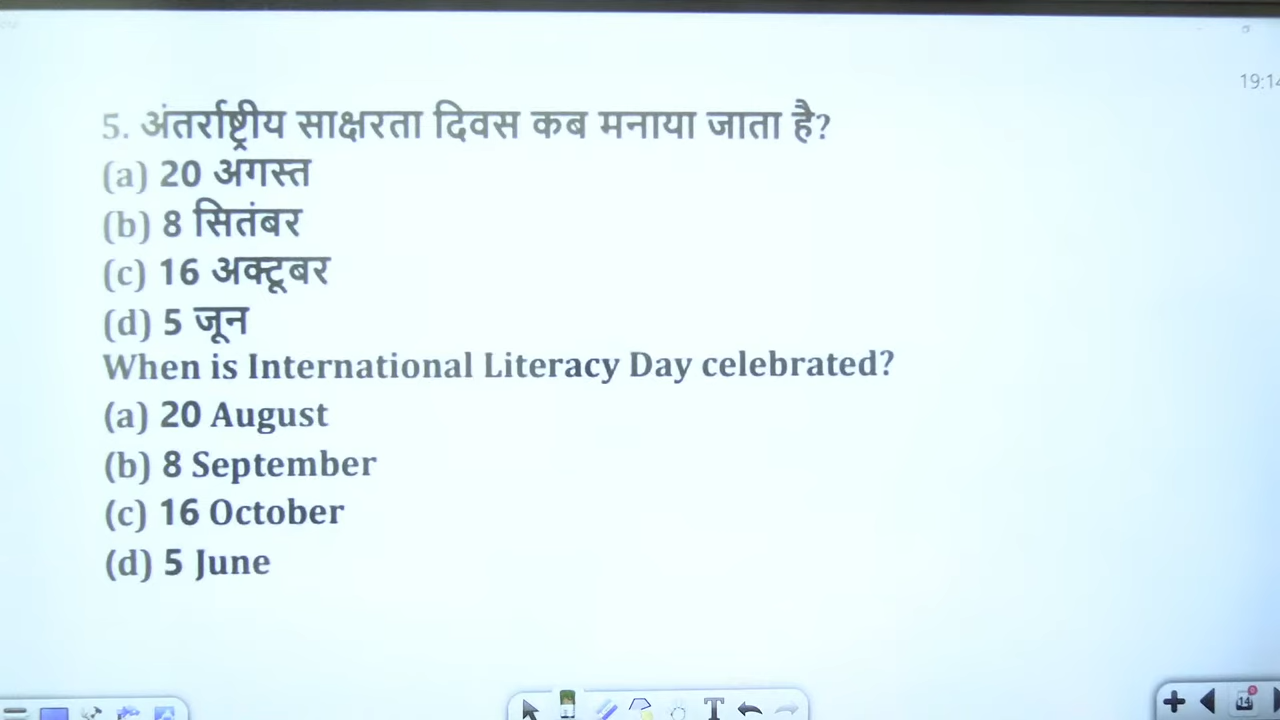 19:14
5. अंतर्राष्ट्रीय साक्षरता दिवस कब मनाया जाता है?
(a) 20 अगस्त
(b) 8 सितंबर
(c) 16 अक्टूबर
(d) 5 जून
When is International Literacy Day celebrated?
(a) 20 August
(b) 8 September
(c) 16 October
(d) 5 June
T
14